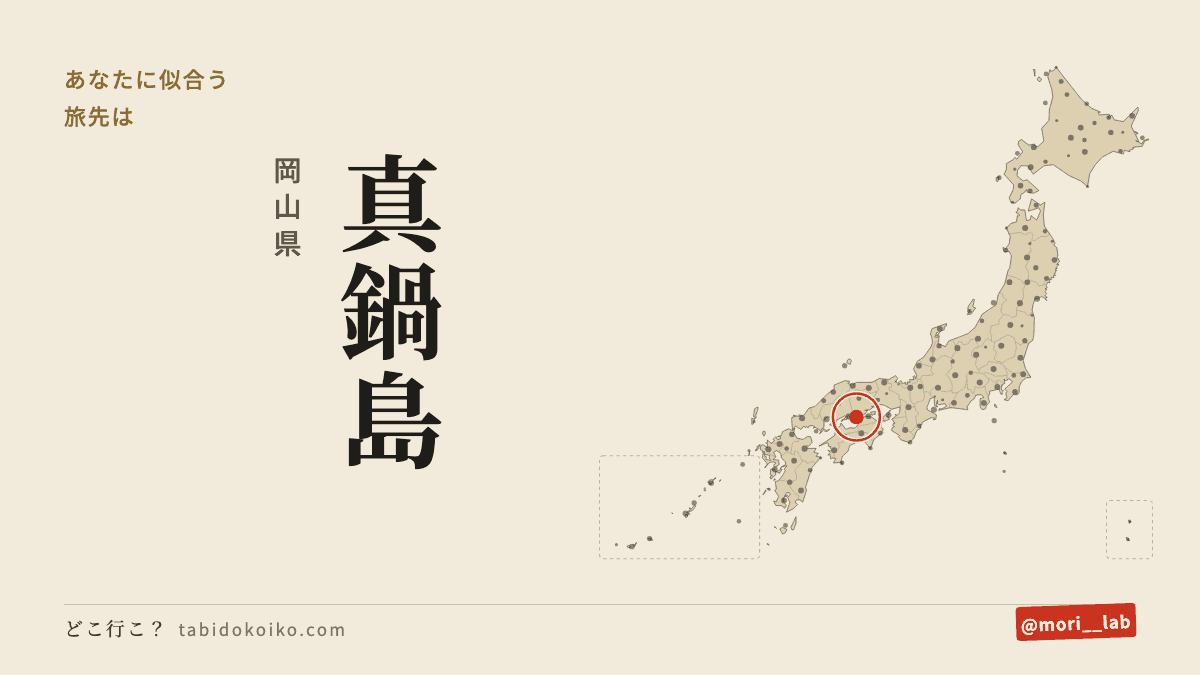 あなたに似合う
旅先は
真鍋島
岡山県
どこ行こ？ tabidokoiko.com
@mori__lab